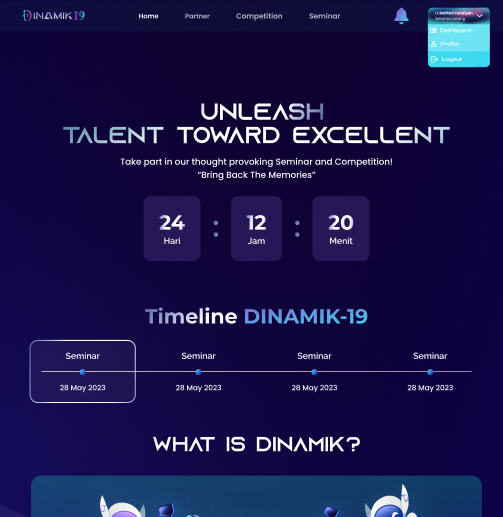 DINAMIK19
Home
Partner
Competition
Seminar
Dashboard
Profile
Logout
UNLEASH
TALENT TOWARD EXCELLENT
Take part in our thought provoking Seminar and Competition!
“Bring Back The Memories”
24 : 12 : 20
Hari Jam Menit
Timeline DINAMIK-19
Seminar Seminar Seminar Seminar
28 May 2023 28 May 2023 28 May 2023 28 May 2023
WHAT IS DINAMIK?